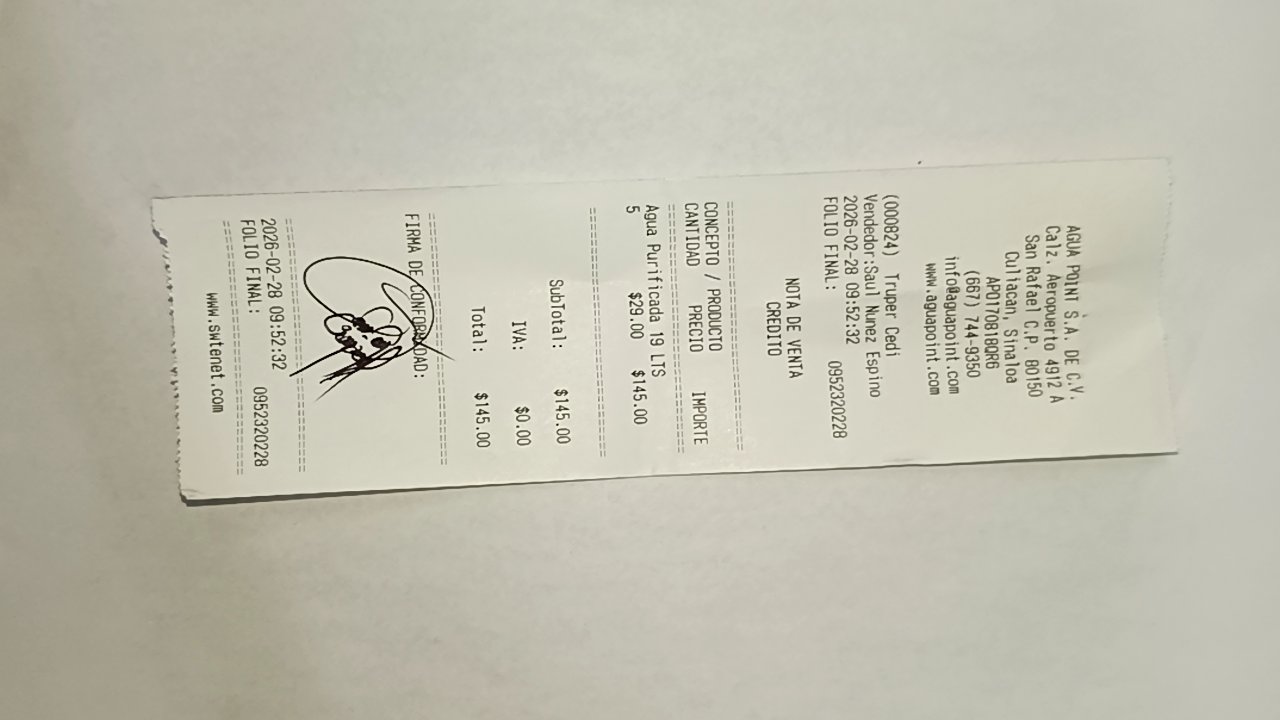 AGUA POINT S.A. DE C.V.
Calz. Aeropuerto 4912 A
San Rafael C.P. 80150
Culiacan, Sinaloa
APO170818QR6
(667) 744-9350
info@aguapoint.com
www.aguapoint.com
(000824) Truper Cedi
Vendedor:Saul Nunez Espino
2026-02-28 09:52:32
FOLIO FINAL: 0952320228
NOTA DE VENTA
CREDITO
===========================
CONCEPTO / PRODUCTO
CANTIDAD PRECIO IMPORTE
===========================
Agua Purificada 19 LTS
5 $29.00 $145.00
===========================
SubTotal: $145.00
IVA: $0.00
Total: $145.00
===========================
FIRMA DE CONFORMIDAD:
===========================
2026-02-28 09:52:32
FOLIO FINAL: 0952320228
===========================
www.swtenet.com